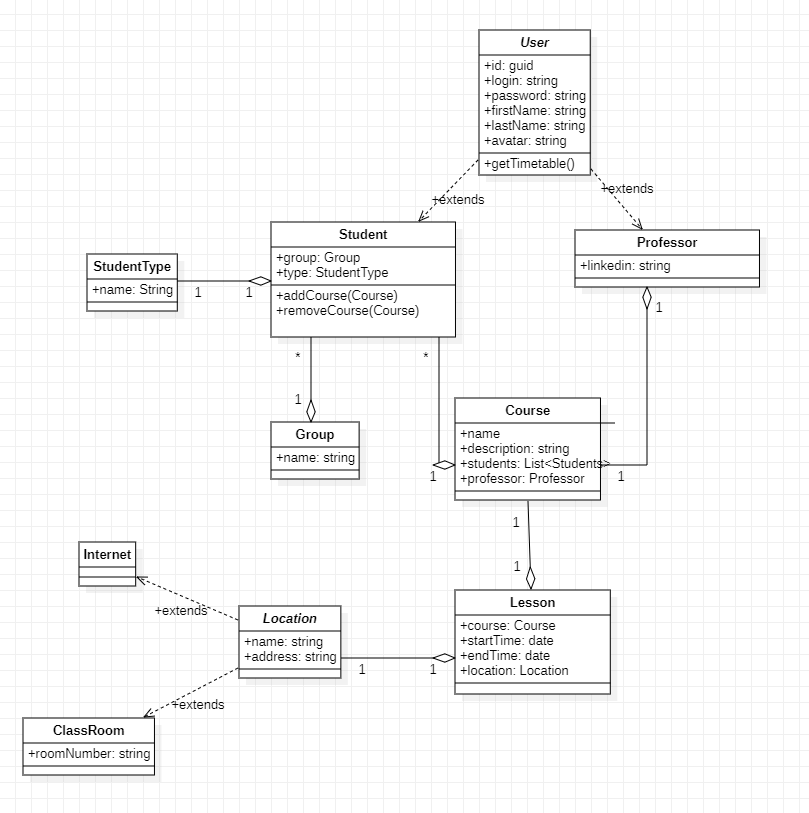 User
+id: guid
+login: string
+password: string
+firstName: string
+lastName: string
+avatar: string
+getTimetable()
+extends
+extends
Student
+group: Group
+type: StudentType
+addCourse(Course)
+removeCourse(Course)
Professor
+linkedin: string
StudentType
+name: String
1
1
1
*
*
1
Group
+name: string
Course
+name
+description: string
+students: List<Students>
+professor: Professor
1
1
1
1
Internet
+extends
Location
+name: string
+address: string
1
1
Lesson
+course: Course
+startTime: date
+endTime: date
+location: Location
+extends
ClassRoom
+roomNumber: string